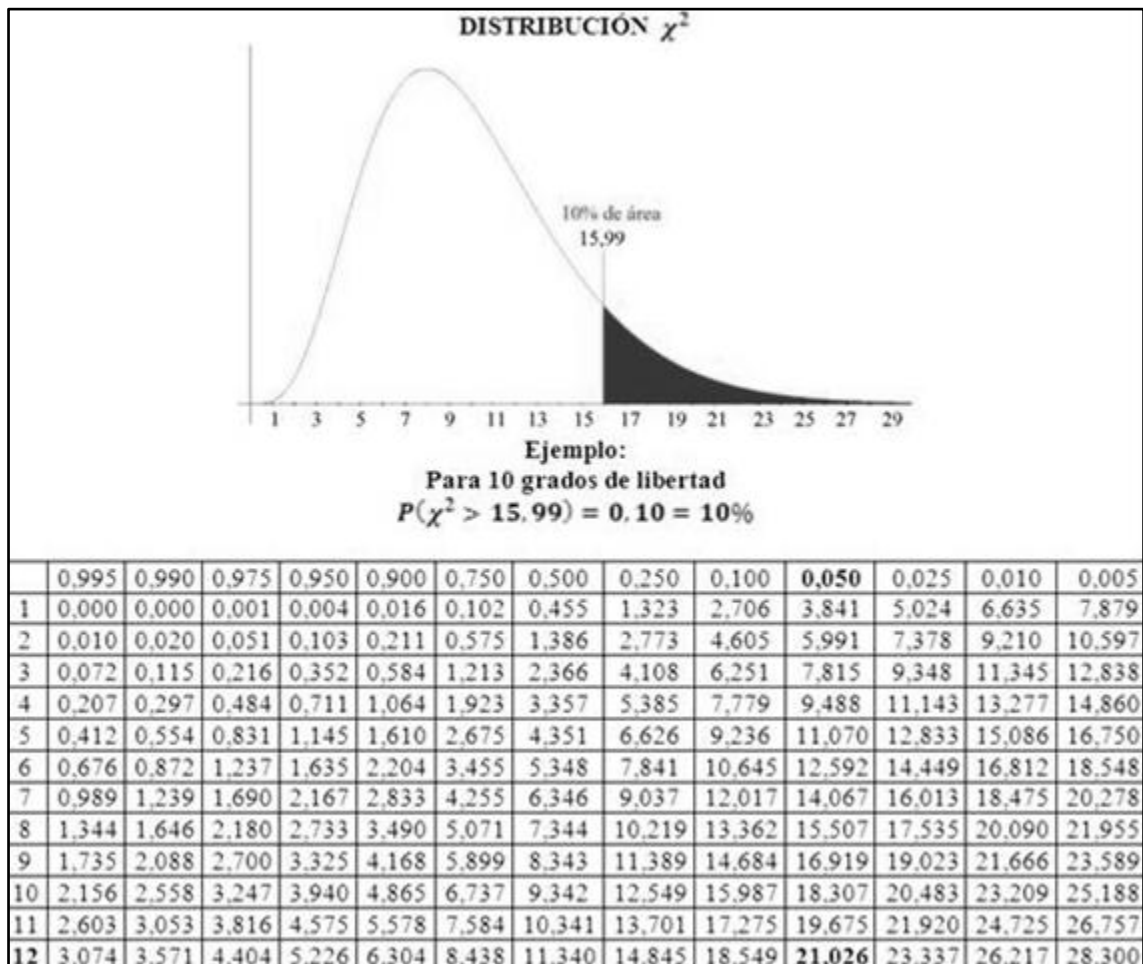 DISTRIBUCIÓN χ²
10% de área
15,99
1 3 5 7 9 11 13 15 17 19 21 23 25 27 29
Ejemplo:
Para 10 grados de libertad
P(χ² > 15,99) = 0,10 = 10%
0,995 0,990 0,975 0,950 0,900 0,750 0,500 0,250 0,100 0,050 0,025 0,010 0,005
1 0,000 0,000 0,001 0,004 0,016 0,102 0,455 1,323 2,706 3,841 5,024 6,635 7,879
2 0,010 0,020 0,051 0,103 0,211 0,575 1,386 2,773 4,605 5,991 7,378 9,210 10,597
3 0,072 0,115 0,216 0,352 0,584 1,213 2,366 4,108 6,251 7,815 9,348 11,345 12,838
4 0,207 0,297 0,484 0,711 1,064 1,923 3,357 5,385 7,779 9,488 11,143 13,277 14,860
5 0,412 0,554 0,831 1,145 1,610 2,675 4,351 6,626 9,236 11,070 12,833 15,086 16,750
6 0,676 0,872 1,237 1,635 2,204 3,455 5,348 7,841 10,645 12,592 14,449 16,812 18,548
7 0,989 1,239 1,690 2,167 2,833 4,255 6,346 9,037 12,017 14,067 16,013 18,475 20,278
8 1,344 1,646 2,180 2,733 3,490 5,071 7,344 10,219 13,362 15,507 17,535 20,090 21,955
9 1,735 2,088 2,700 3,325 4,168 5,899 8,343 11,389 14,684 16,919 19,023 21,666 23,589
10 2,156 2,558 3,247 3,940 4,865 6,737 9,342 12,549 15,987 18,307 20,483 23,209 25,188
11 2,603 3,053 3,816 4,575 5,578 7,584 10,341 13,701 17,275 19,675 21,920 24,725 26,757
12 3,074 3,571 4,404 5,226 6,304 8,438 11,340 14,845 18,549 21,026 23,337 26,217 28,300